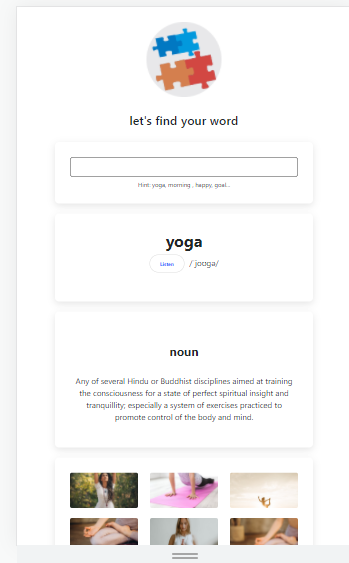 let's find your word
Hint: yoga, morning , happy, goal...
yoga
Listen /ˈjoʊɡə/
noun
Any of several Hindu or Buddhist disciplines aimed at training
the consciousness for a state of perfect spiritual insight and
tranquillity; especially a system of exercises practiced to
promote control of the body and mind.